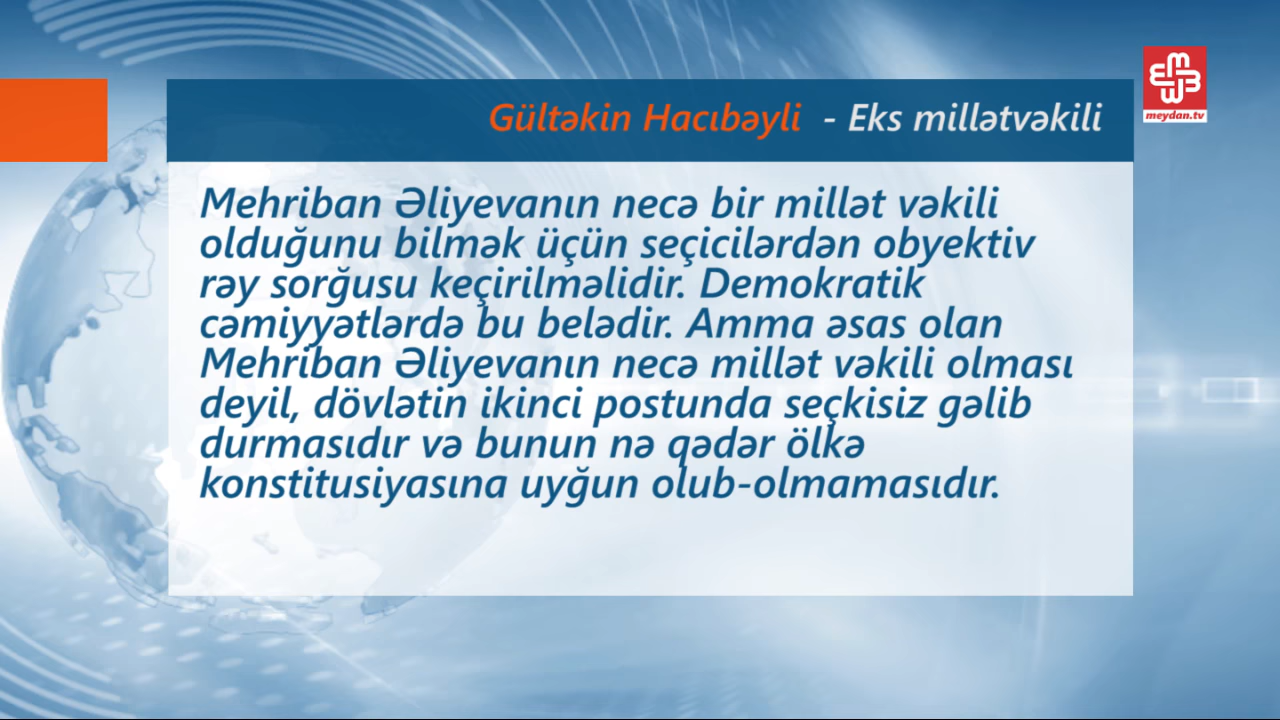 Gültəkin Hacıbəyli - Eks millətvəkili
meydan.tv
Mehriban Əliyevanın necə bir millət vəkili
olduğunu bilmək üçün seçicilərdən obyektiv
rəy sorğusu keçirilməlidir. Demokratik
cəmiyyətlərdə bu belədir. Amma əsas olan
Mehriban Əliyevanın necə millət vəkili olması
deyil, dövlətin ikinci postunda seçkisiz gəlib
durmasıdır və bunun nə qədər ölkə
konstitusiyasına uyğun olub-olmamasıdır.